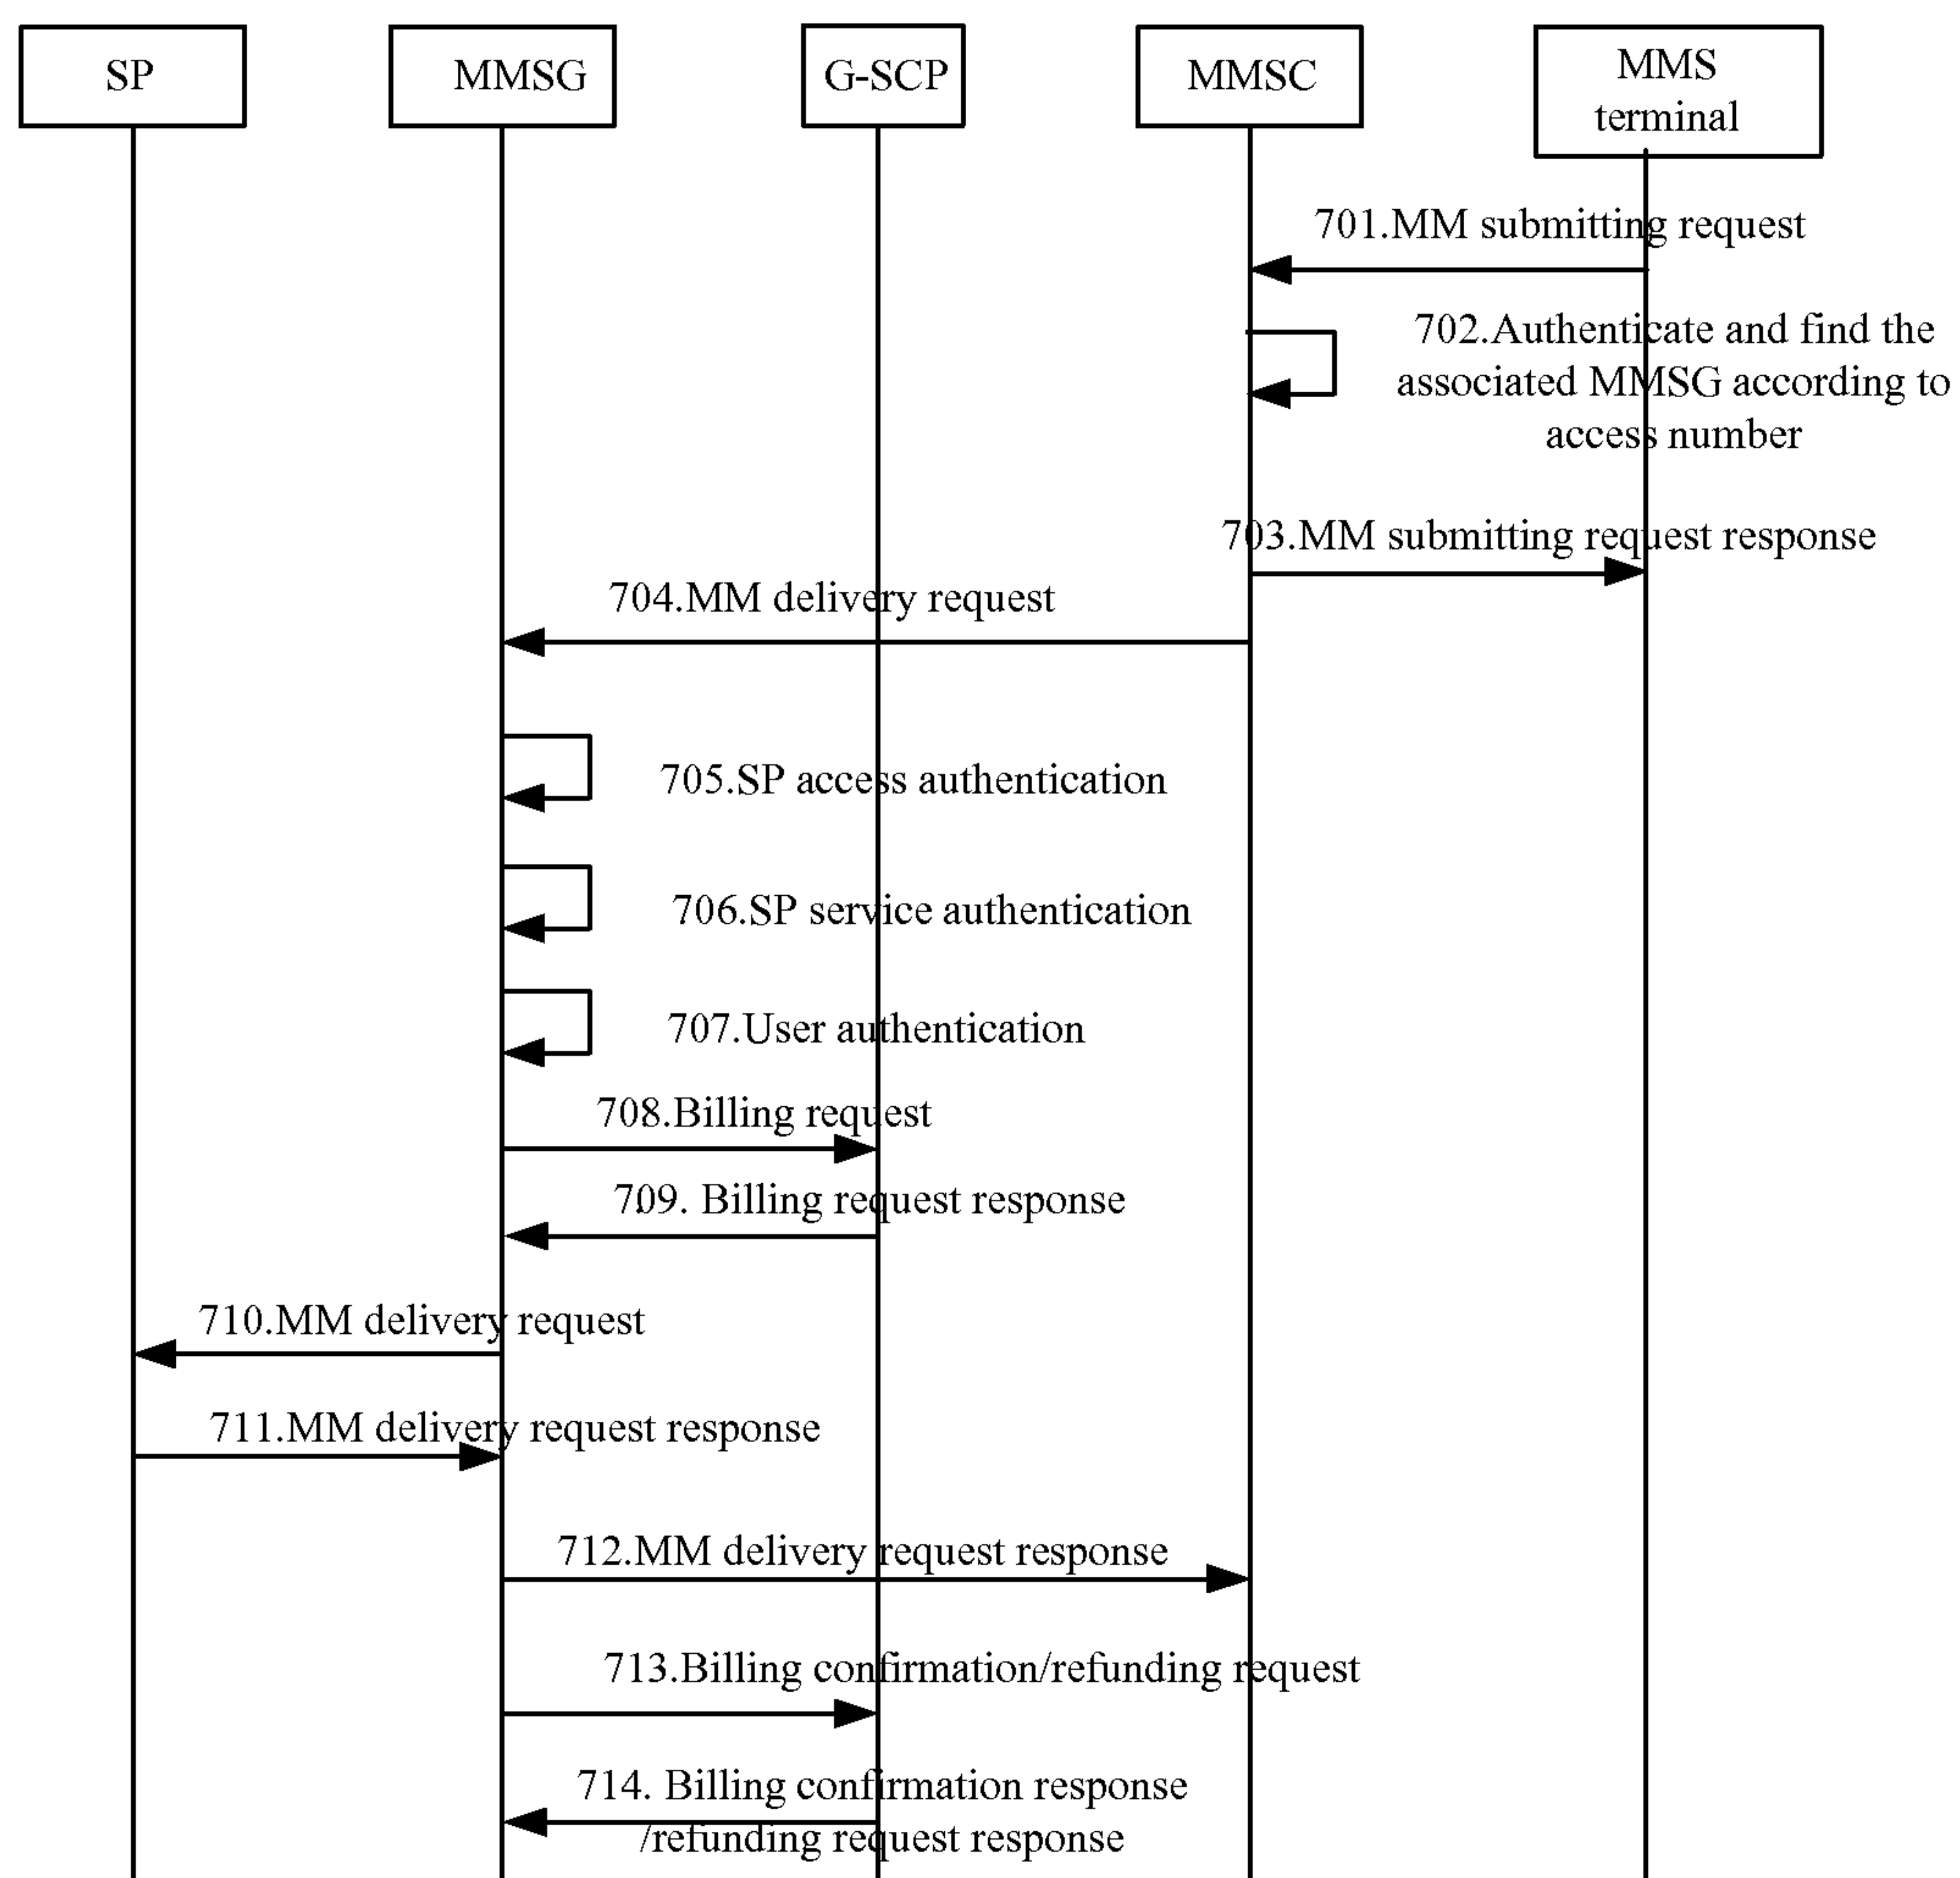 SP
MMSG
G-SCP
MMSC
MMS
terminal
701.MM submitting request
702.Authenticate and find the
associated MMSG according to
access number
703.MM submitting request response
704.MM delivery request
705.SP access authentication
706.SP service authentication
707.User authentication
708.Billing request
709. Billing request response
710.MM delivery request
711.MM delivery request response
712.MM delivery request response
713.Billing confirmation/refunding request
714. Billing confirmation response
/refunding request response